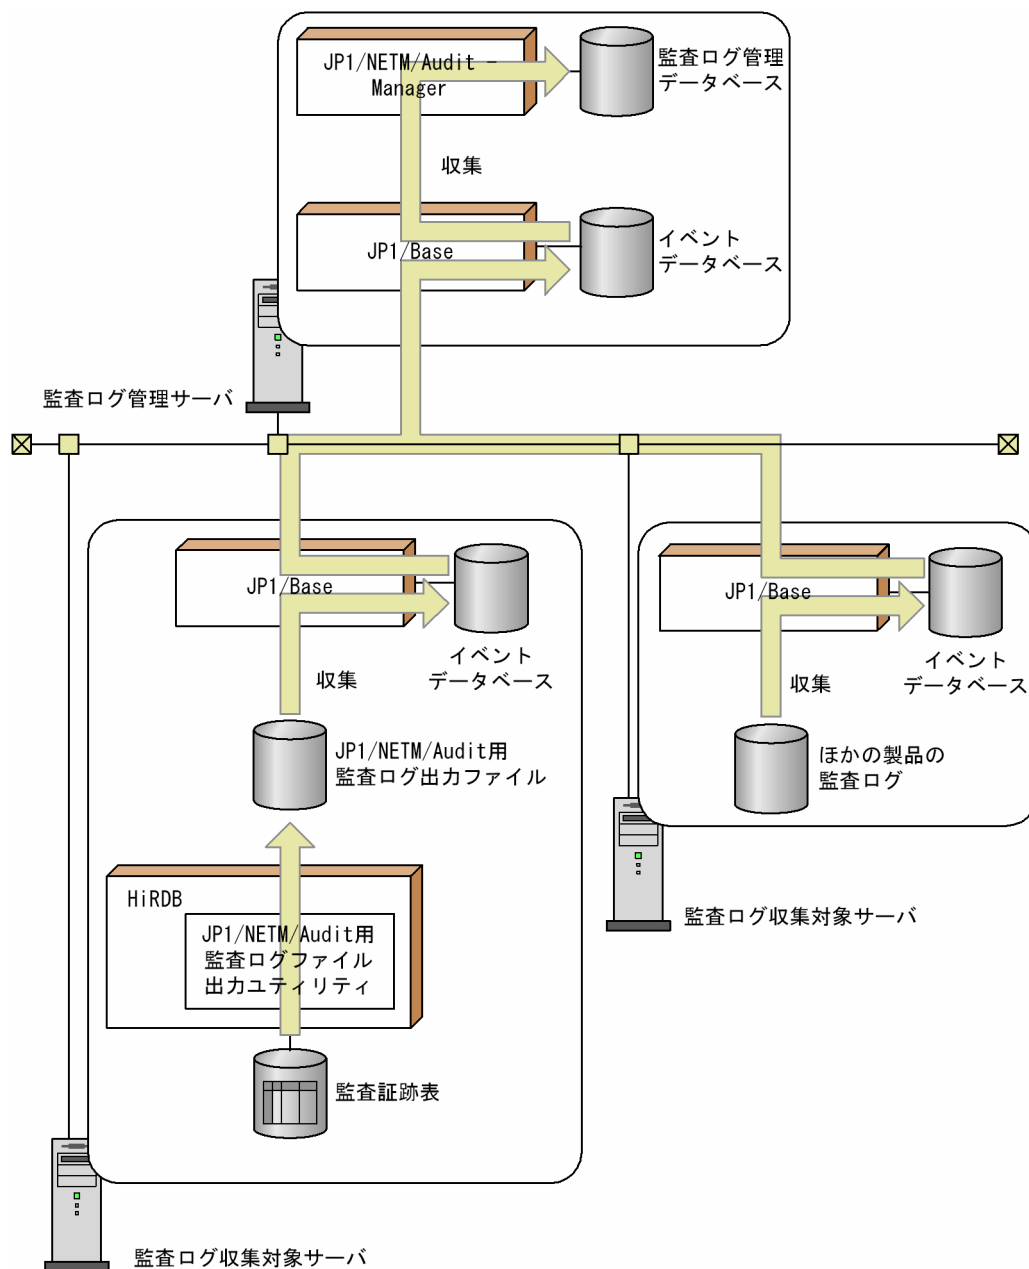 JP1/NETM/Audit -
Manager
監査ログ管理
データベース
収集
JP1/Base
イベント
データベース
監査ログ管理サーバ
JP1/Base
イベント
データベース
収集
JP1/NETM/Audit用
監査ログ出力ファイル
HiRDB
JP1/NETM/Audit用
監査ログファイル
出力ユティリティ
監査証跡表
監査ログ収集対象サーバ
JP1/Base
イベント
データベース
収集
ほかの製品の
監査ログ
監査ログ収集対象サーバ